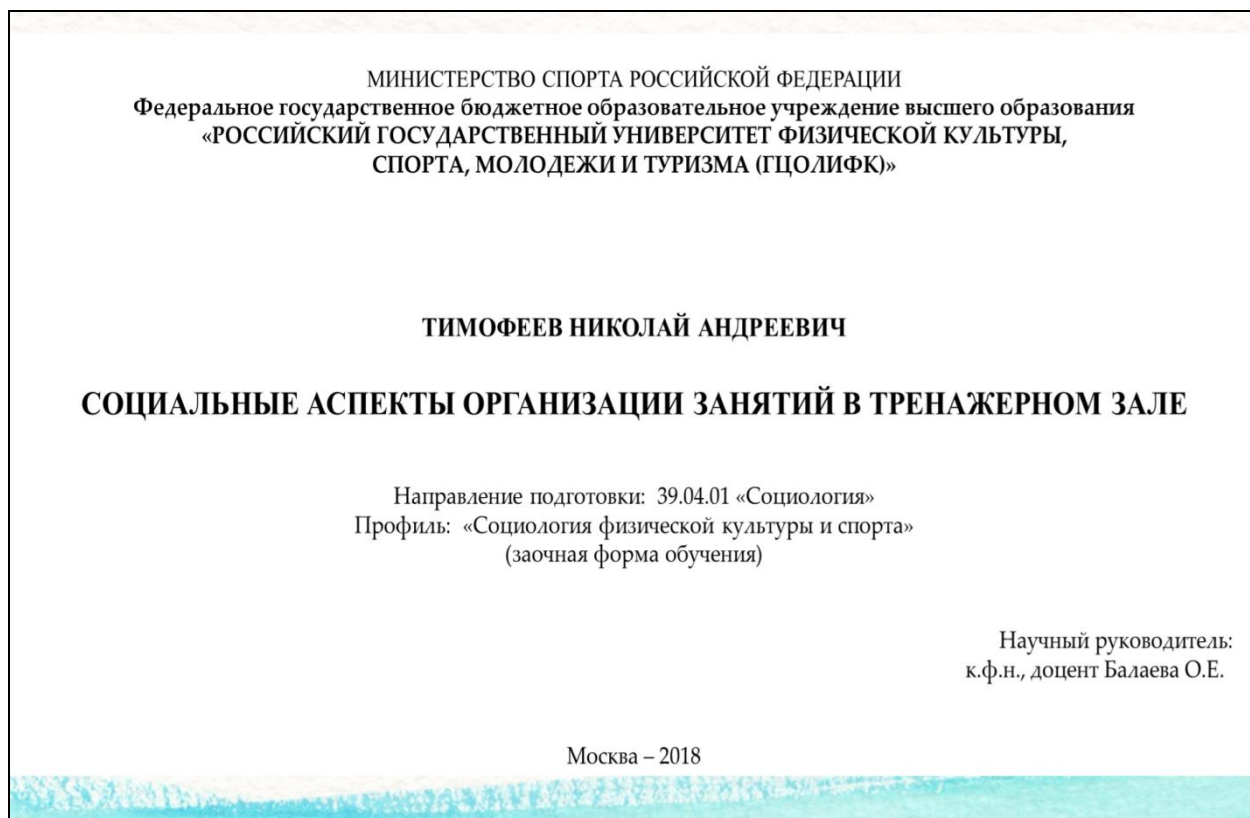 МИНИСТЕРСТВО СПОРТА РОССИЙСКОЙ ФЕДЕРАЦИИ
Федеральное государственное бюджетное образовательное учреждение высшего образования
«РОССИЙСКИЙ ГОСУДАРСТВЕННЫЙ УНИВЕРСИТЕТ ФИЗИЧЕСКОЙ КУЛЬТУРЫ,
СПОРТА, МОЛОДЕЖИ И ТУРИЗМА (ГЦОЛИФК)»
ТИМОФЕЕВ НИКОЛАЙ АНДРЕЕВИЧ
СОЦИАЛЬНЫЕ АСПЕКТЫ ОРГАНИЗАЦИИ ЗАНЯТИЙ В ТРЕНАЖЕРНОМ ЗАЛЕ
Направление подготовки: 39.04.01 «Социология»
Профиль: «Социология физической культуры и спорта»
(заочная форма обучения)
Научный руководитель:
к.ф.н., доцент Балаева О.Е.
Москва – 2018